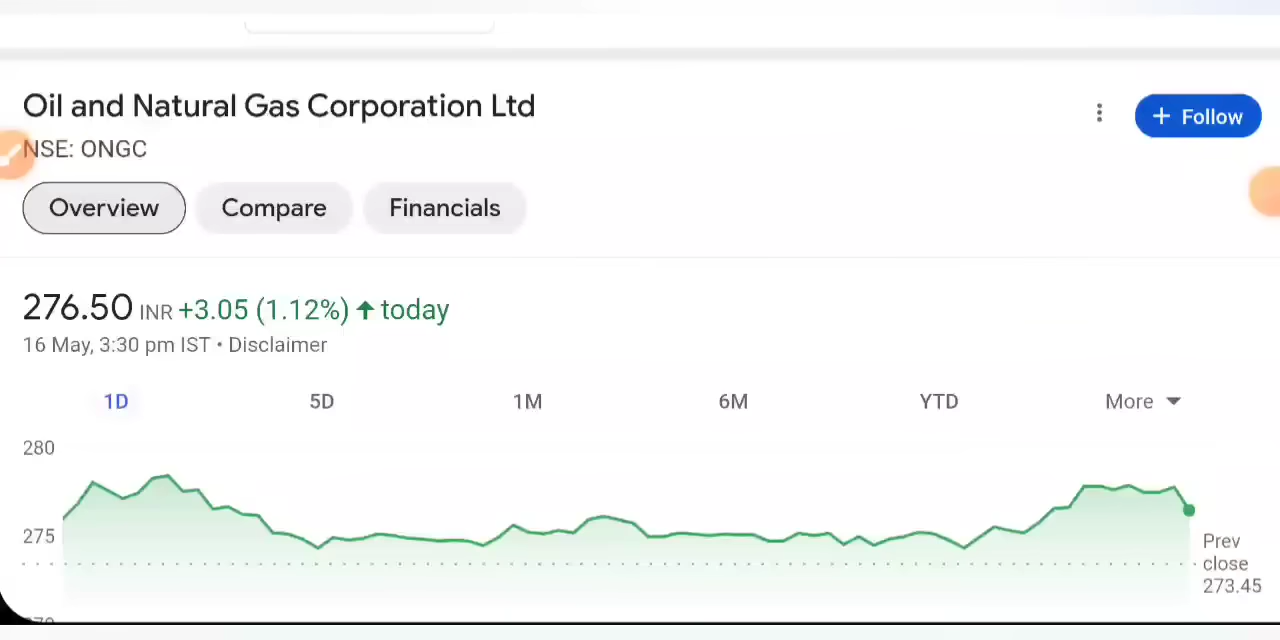 Oil and Natural Gas Corporation Ltd
+ Follow
NSE: ONGC
Overview
Compare
Financials
276.50 INR +3.05 (1.12%) ↑ today
16 May, 3:30 pm IST • Disclaimer
1D
5D
1M
6M
YTD
More
280
275
Prev
close
273.45